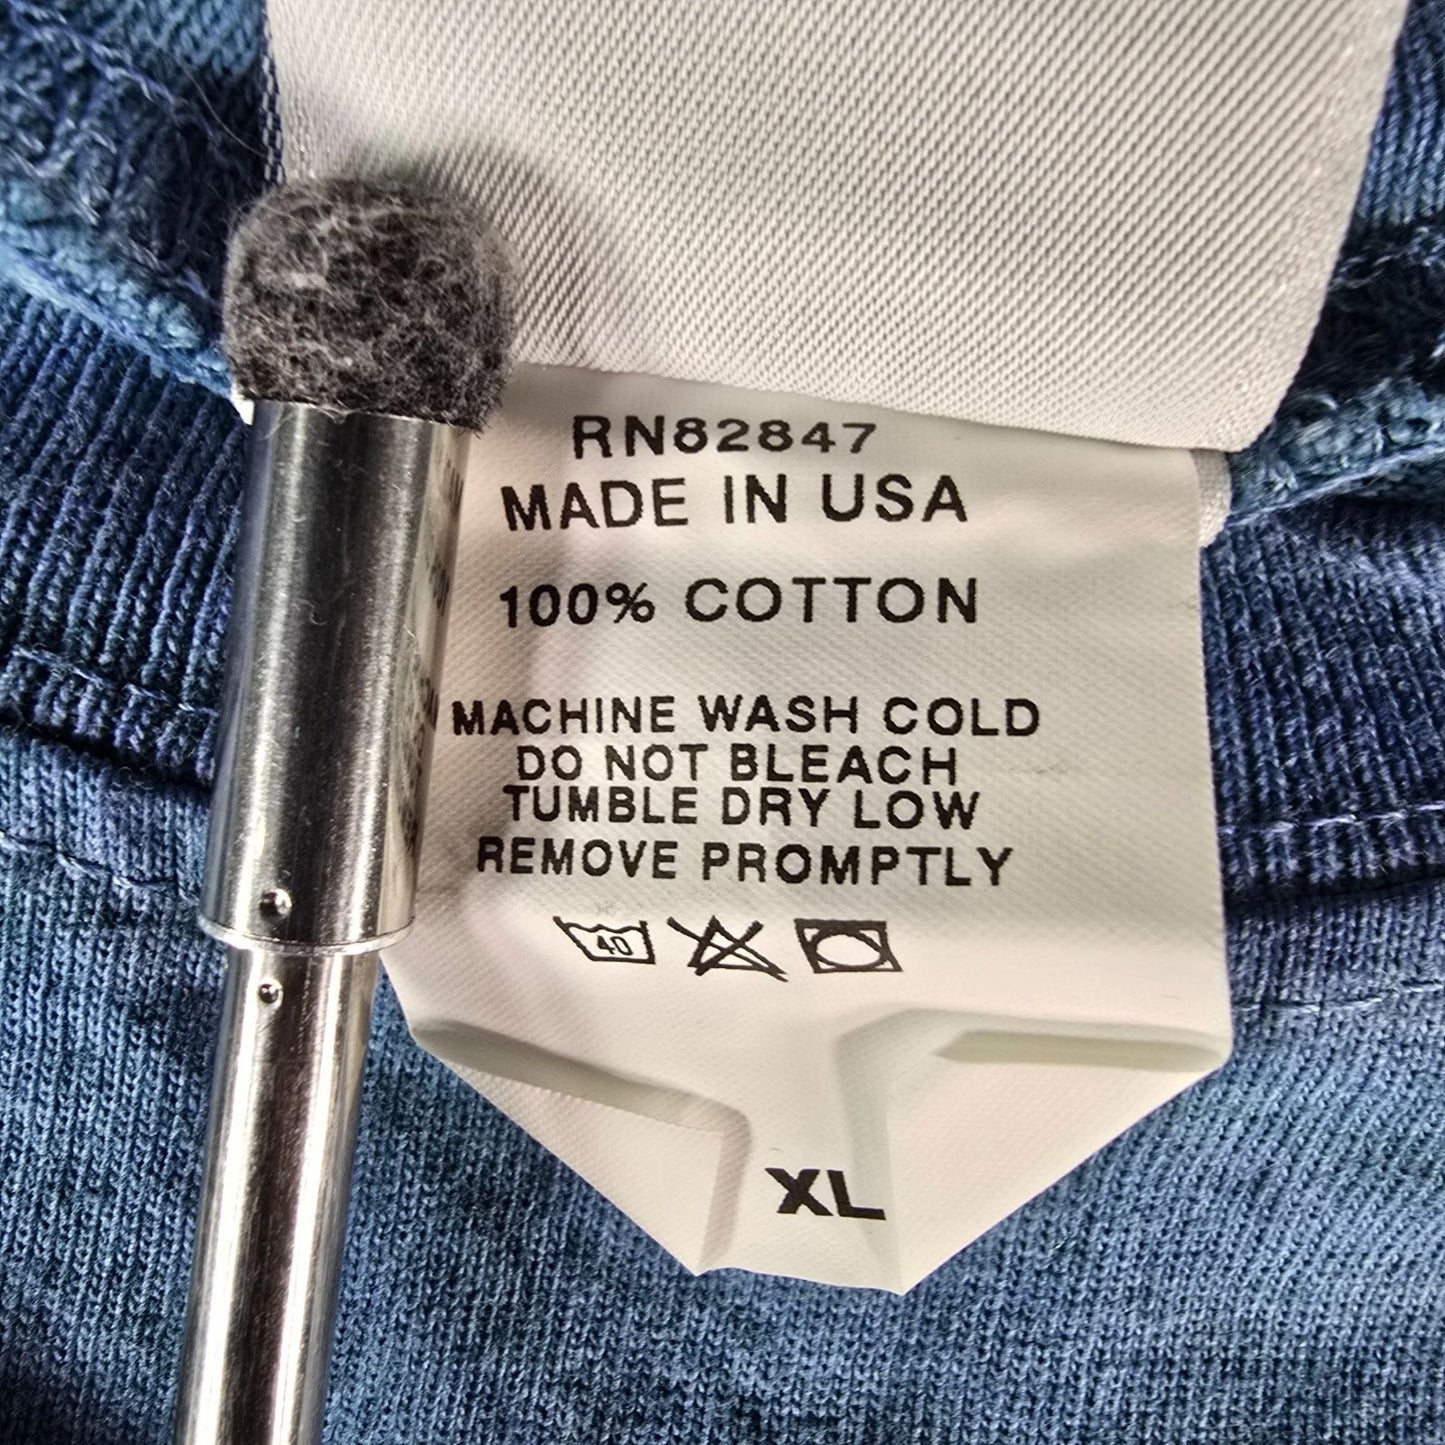 RN82847
MADE IN USA
100% COTTON
MACHINE WASH COLD
DO NOT BLEACH
TUMBLE DRY LOW
REMOVE PROMPTLY
40
XL